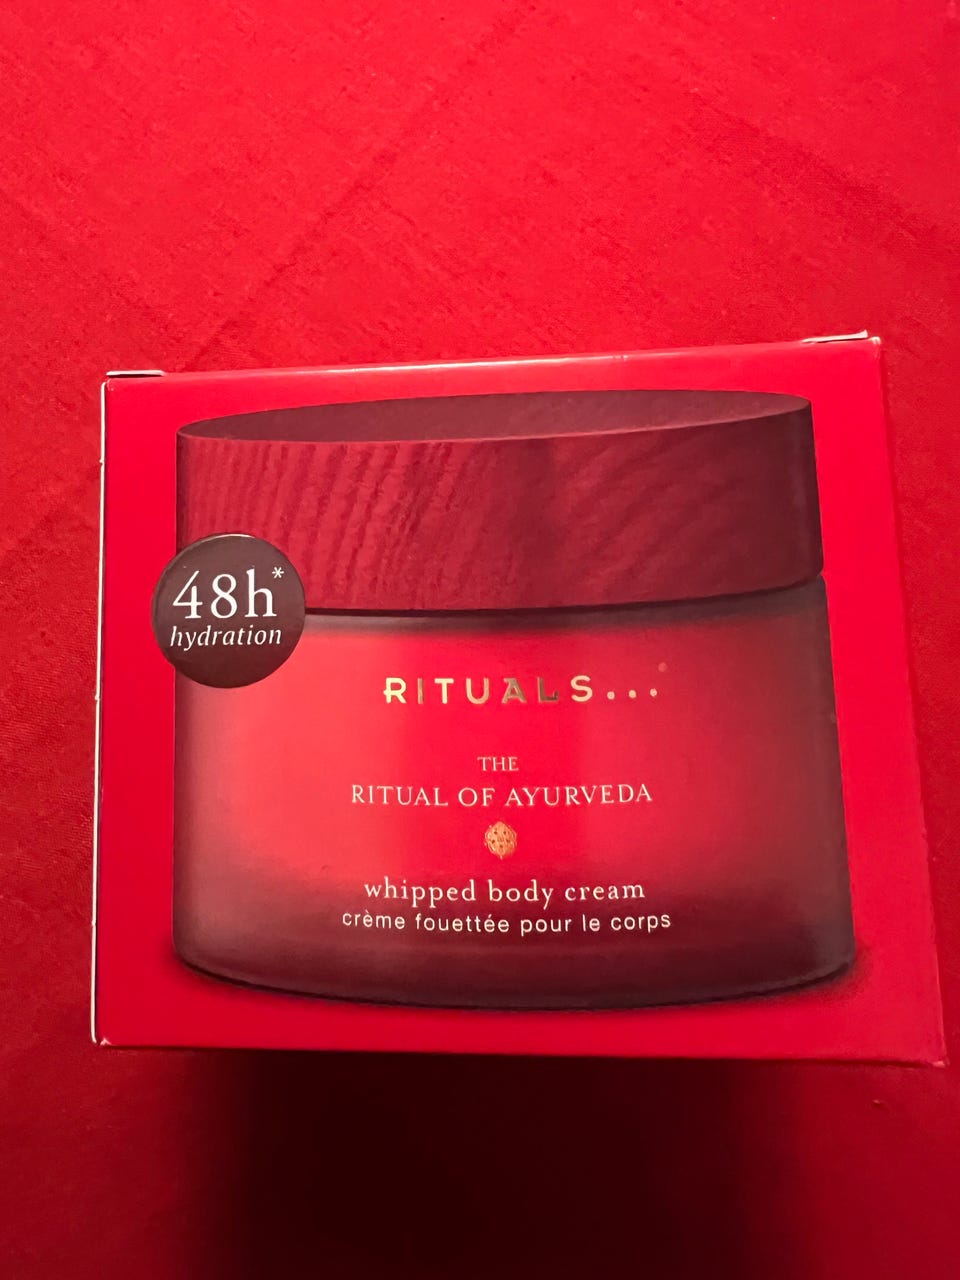 48h*
hydration
RITUALS...
THE
RITUAL OF AYURVEDA
whipped body cream
crème fouettée pour le corps